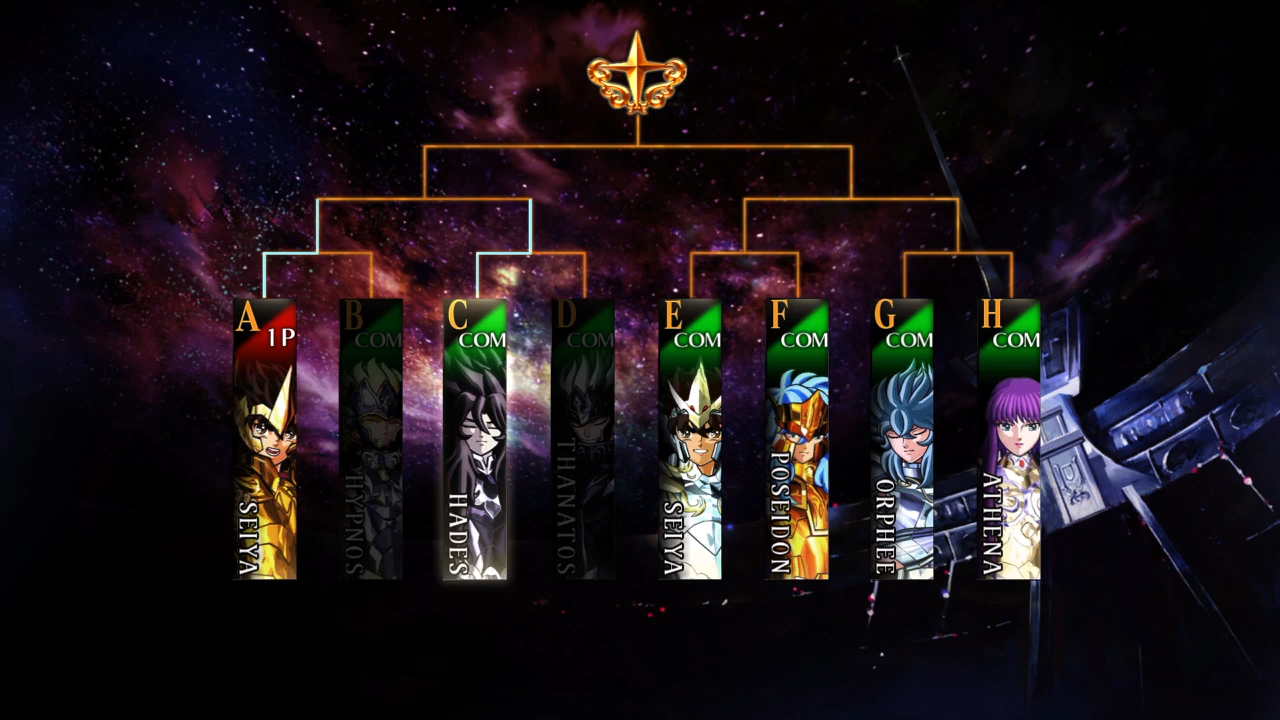 A
1P
SEIYA
B
COM
HYPNOS
C
COM
HADES
D
COM
THANATOS
E
COM
SEIYA
F
COM
POSEIDON
G
COM
ORPHEE
H
COM
ATHENA